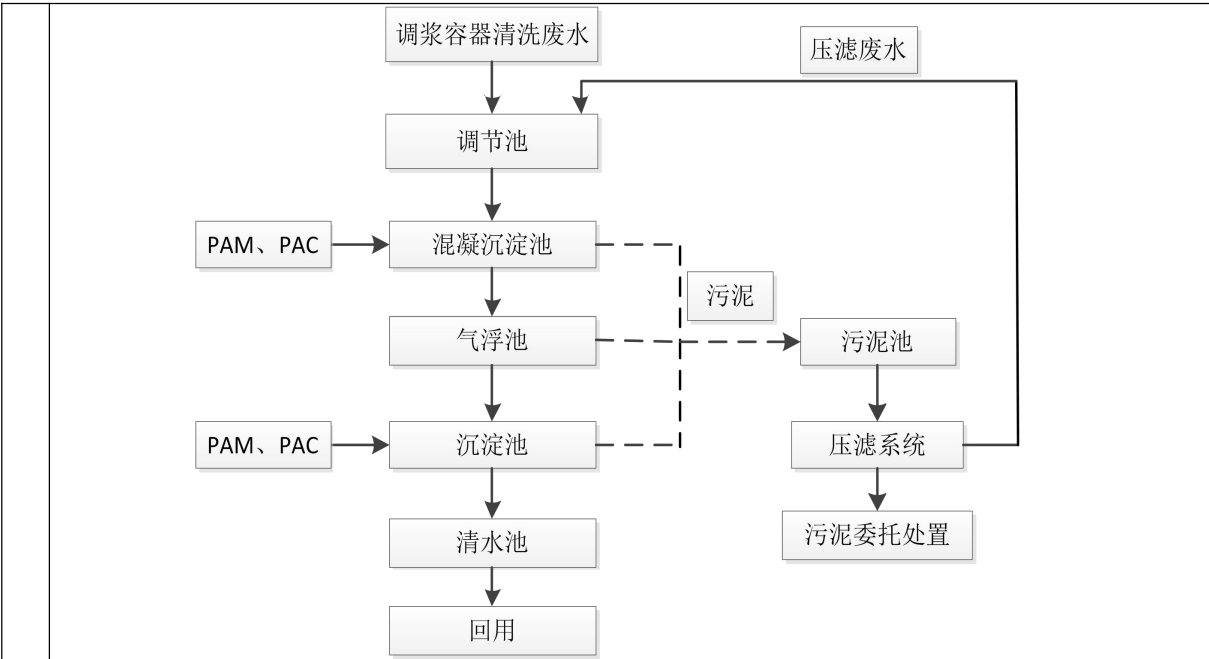 调浆容器清洗废水
压滤废水
调节池
PAM、PAC
混凝沉淀池
污泥
气浮池
污泥池
PAM、PAC
沉淀池
压滤系统
清水池
污泥委托处置
回用